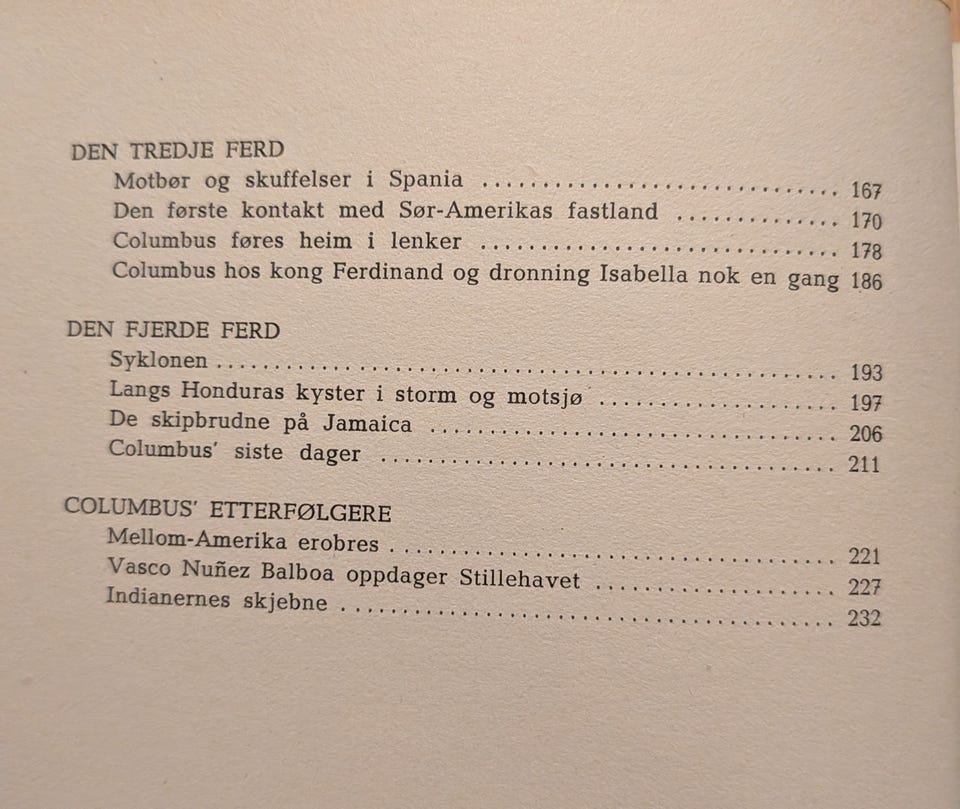 DEN TREDJE FERD
Motbør og skuffelser i Spania ................................ 167
Den første kontakt med Sør-Amerikas fastland ............... 170
Columbus føres heim i lenker ................................ 178
Columbus hos kong Ferdinand og dronning Isabella nok en gang 186
DEN FJERDE FERD
Syklonen ........................................................ 193
Langs Honduras kyster i storm og motsjø ...................... 197
De skipbrudne på Jamaica ..................................... 206
Columbus' siste dager ......................................... 211
COLUMBUS' ETTERFØLGERE
Mellom-Amerika erobres ........................................ 221
Vasco Nuñez Balboa oppdager Stillehavet ...................... 227
Indianernes skjebne ............................................. 232